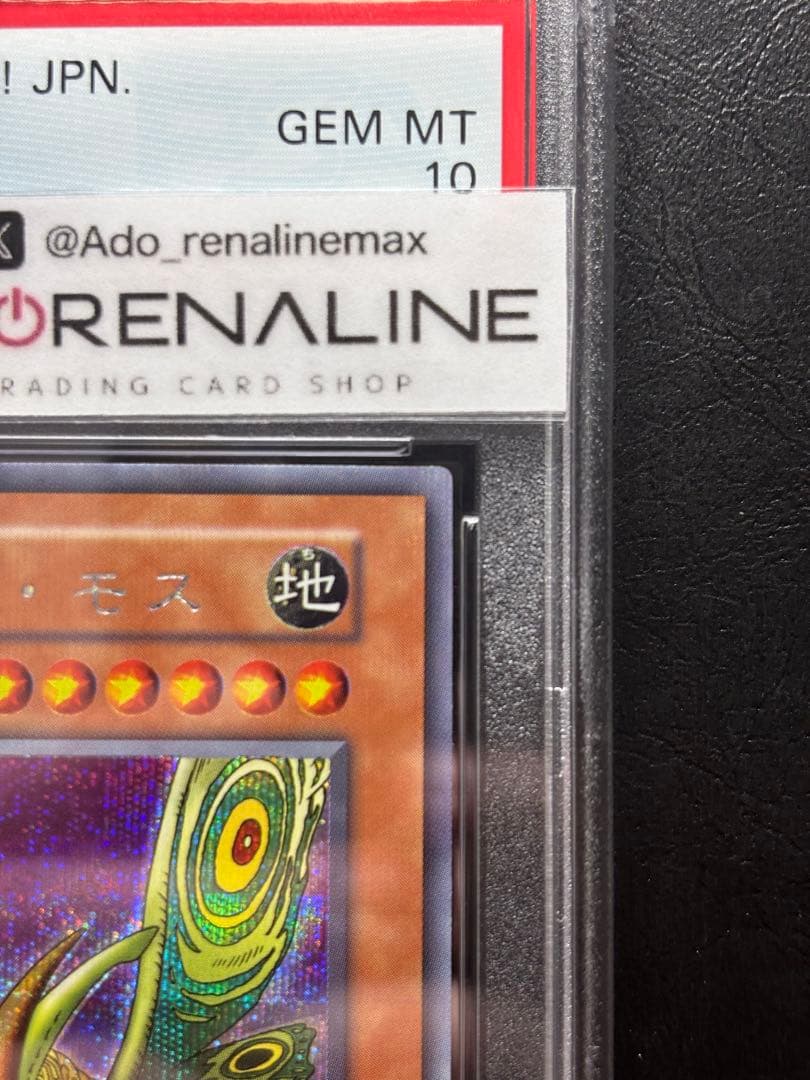 ! JPN.
GEM MT
10
@Ado_renalinemax
RENALINE
RADING CARD SHOP
・モス 地